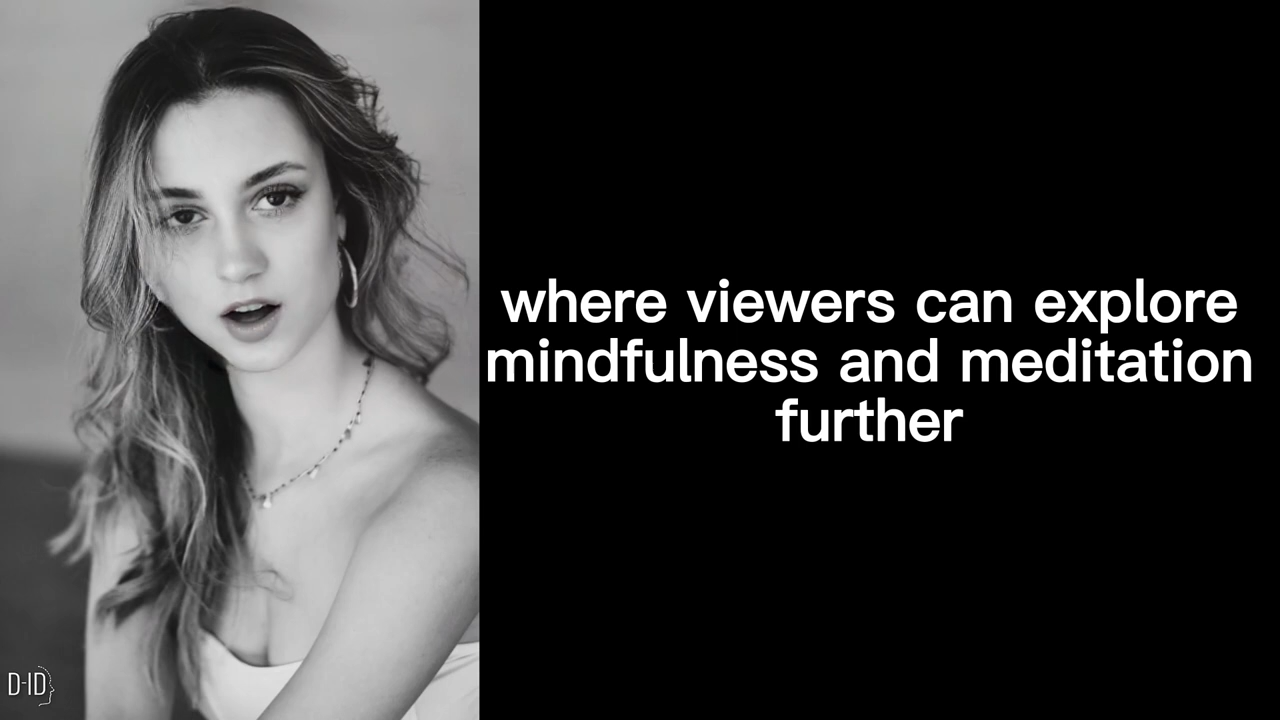 where viewers can explore
mindfulness and meditation
further
D-ID